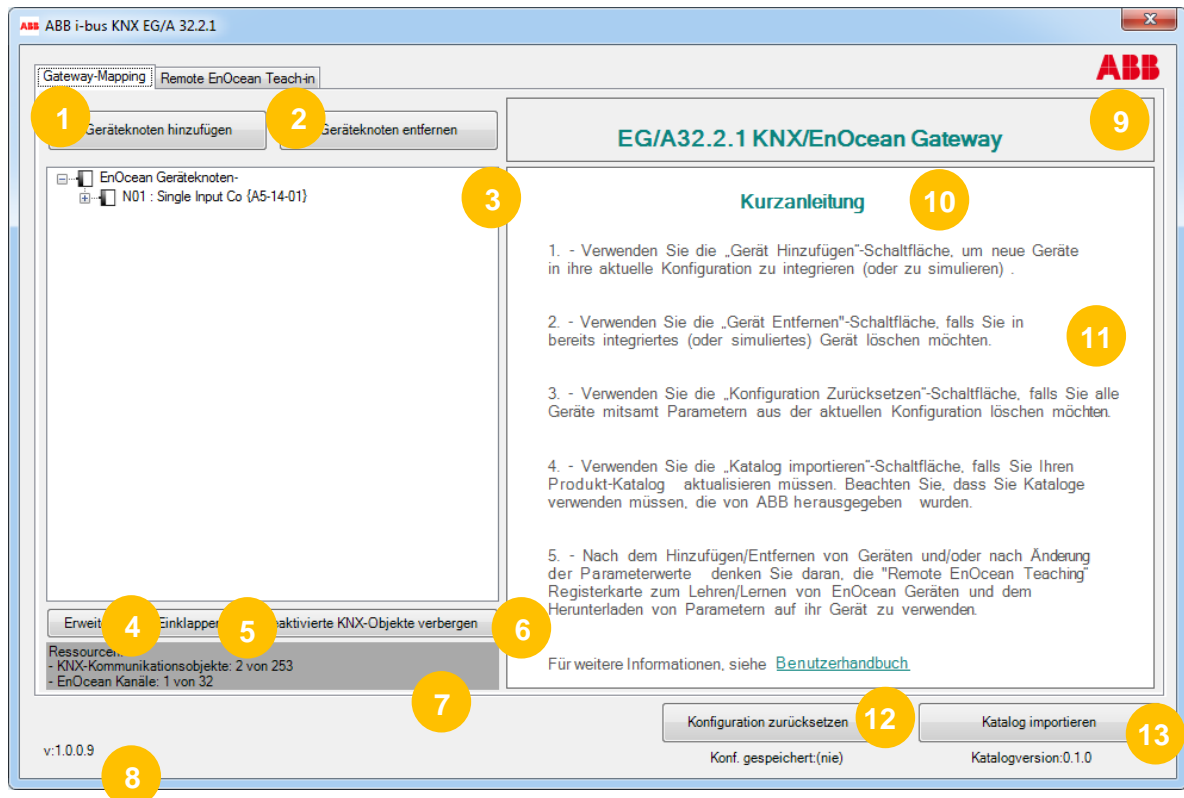 ABB ABB i-bus KNX EG/A 32.2.1
x
Gateway-Mapping Remote EnOcean Teach-in
ABB
1 Geräteknoten hinzufügen
2 Geräteknoten entfernen
EG/A32.2.1 KNX/EnOcean Gateway
9
EnOcean Geräteknoten-
N01 : Single Input Co {A5-14-01}
3
Kurzanleitung
10
1. - Verwenden Sie die „Gerät Hinzufügen“-Schaltfläche, um neue Geräte
in ihre aktuelle Konfiguration zu integrieren (oder zu simulieren) .
2. - Verwenden Sie die „Gerät Entfernen"-Schaltfläche, falls Sie in
bereits integriertes (oder simuliertes) Gerät löschen möchten.
11
3. - Verwenden Sie die „Konfiguration Zurücksetzen“-Schaltfläche, falls Sie alle
Geräte mitsamt Parametern aus der aktuellen Konfiguration löschen möchten.
4. - Verwenden Sie die „Katalog importieren“-Schaltfläche, falls Sie Ihren
Produkt-Katalog aktualisieren müssen. Beachten Sie, dass Sie Kataloge
verwenden müssen, die von ABB herausgegeben wurden.
5. - Nach dem Hinzufügen/Entfernen von Geräten und/oder nach Änderung
der Parameterwerte denken Sie daran, die "Remote EnOcean Teaching"
Registerkarte zum Lehren/Lernen von EnOcean Geräten und dem
Herunterladen von Parametern auf ihr Gerät zu verwenden.
Für weitere Informationen, siehe Benutzerhandbuch
4 Einklappen 5 KNX-Objekte verbergen 6
Ressourcen:
- KNX-Kommunikationsobjekte: 2 von 253
- EnOcean Kanäle: 1 von 32
7
Konfiguration zurücksetzen 12
Katalog importieren 13
v:1.0.0.9
8
Konf. gespeichert:(nie)
Katalogversion:0.1.0